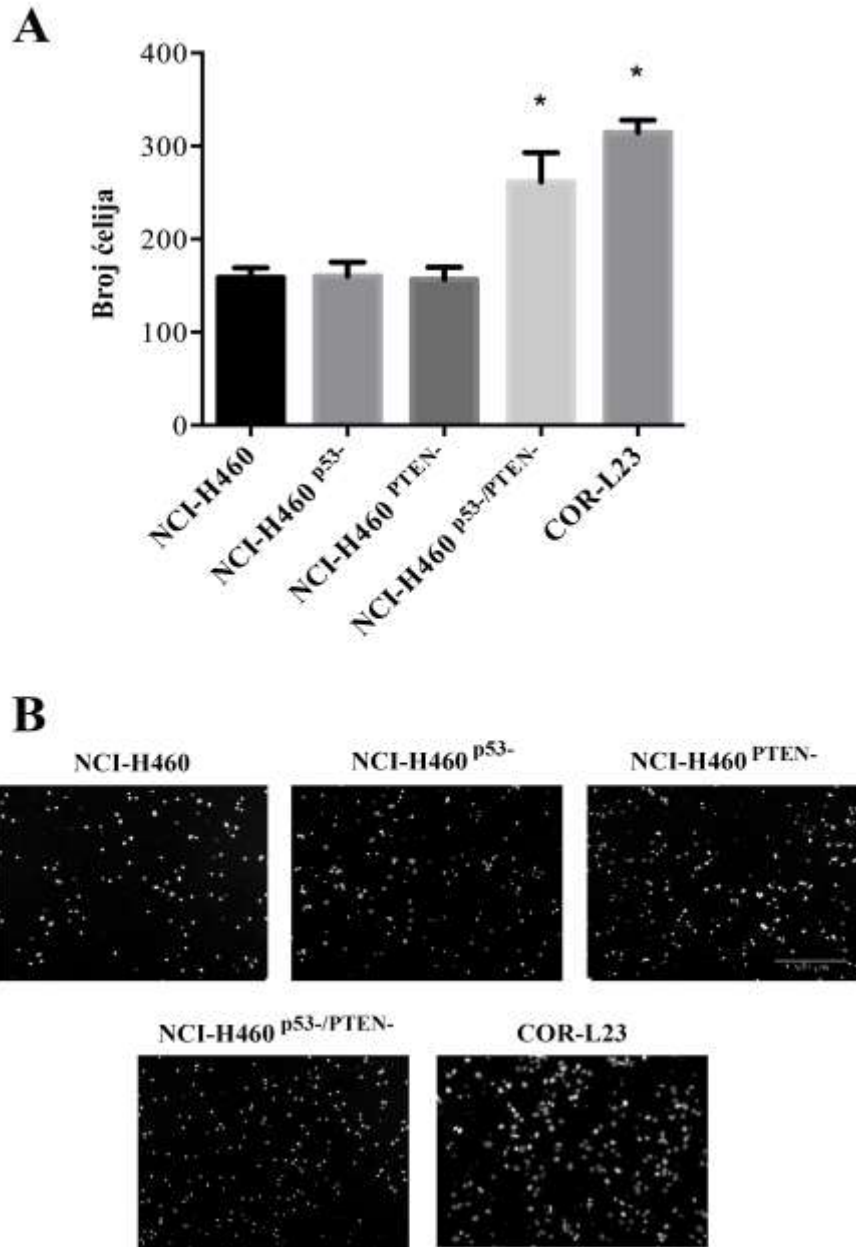 A
400
300
200
100
0
Broj ćelija
* *
NCI-H460
NCI-H460 p53-
NCI-H460 PTEN-
NCI-H460 p53-/PTEN-
COR-L23
B
NCI-H460 NCI-H460 p53- NCI-H460 PTEN-
NCI-H460 p53-/PTEN- COR-L23